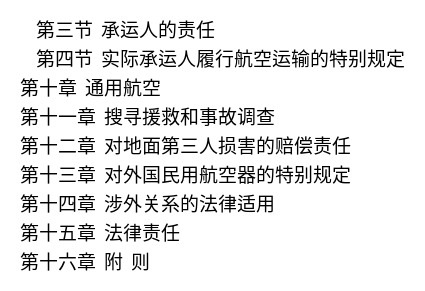 第三节 承运人的责任
第四节 实际承运人履行航空运输的特别规定
第十章 通用航空
第十一章 搜寻援救和事故调查
第十二章 对地面第三人损害的赔偿责任
第十三章 对外国民用航空器的特别规定
第十四章 涉外关系的法律适用
第十五章 法律责任
第十六章 附 则